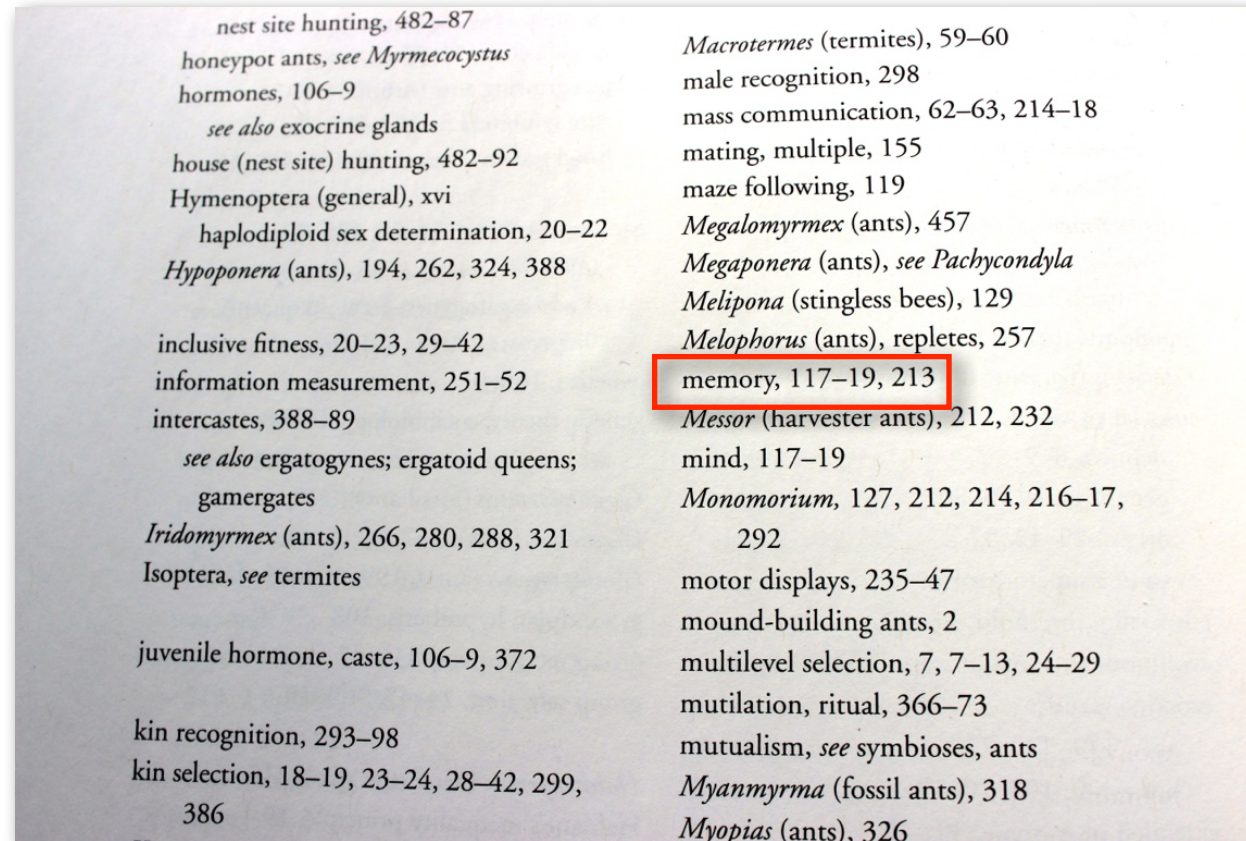 nest site hunting, 482–87
honeypot ants, see Myrmecocystus
hormones, 106–9
see also exocrine glands
house (nest site) hunting, 482–92
Hymenoptera (general), xvi
haplodiploid sex determination, 20–22
Hypoponera (ants), 194, 262, 324, 388
inclusive fitness, 20–23, 29–42
information measurement, 251–52
intercastes, 388–89
see also ergatogynes; ergatoid queens;
gamergates
Iridomyrmex (ants), 266, 280, 288, 321
Isoptera, see termites
juvenile hormone, caste, 106–9, 372
kin recognition, 293–98
kin selection, 18–19, 23–24, 28–42, 299,
386
Macrotermes (termites), 59–60
male recognition, 298
mass communication, 62–63, 214–18
mating, multiple, 155
maze following, 119
Megalomyrmex (ants), 457
Megaponera (ants), see Pachycondyla
Melipona (stingless bees), 129
Melophorus (ants), repletes, 257
memory, 117–19, 213
Messor (harvester ants), 212, 232
mind, 117–19
Monomorium, 127, 212, 214, 216–17,
292
motor displays, 235–47
mound-building ants, 2
multilevel selection, 7, 7–13, 24–29
mutilation, ritual, 366–73
mutualism, see symbioses, ants
Myanmyrma (fossil ants), 318
Myopias (ants), 326